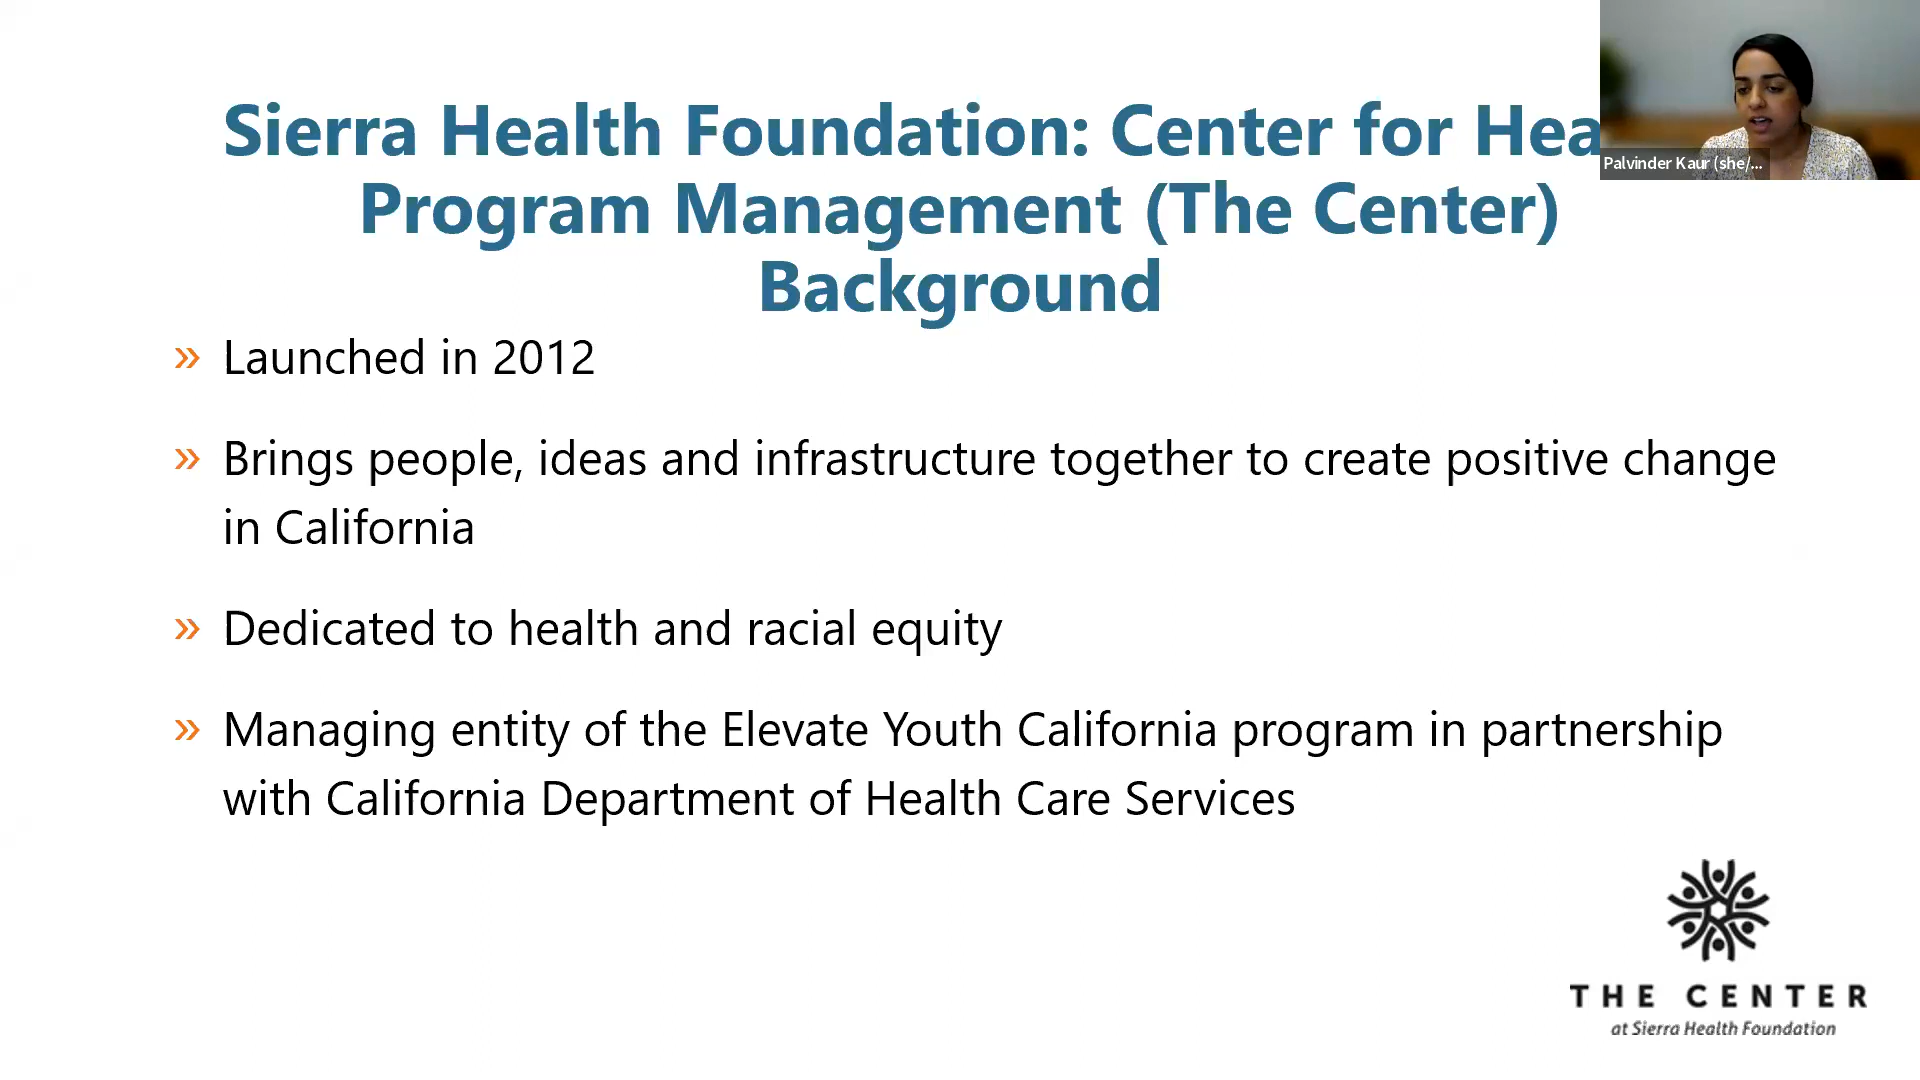 Sierra Health Foundation: Center for Hea
Program Management (The Center)
Background
» Launched in 2012
» Brings people, ideas and infrastructure together to create positive change
in California
» Dedicated to health and racial equity
» Managing entity of the Elevate Youth California program in partnership
with California Department of Health Care Services
Palvinder Kaur (she/...
THE CENTER
at Sierra Health Foundation